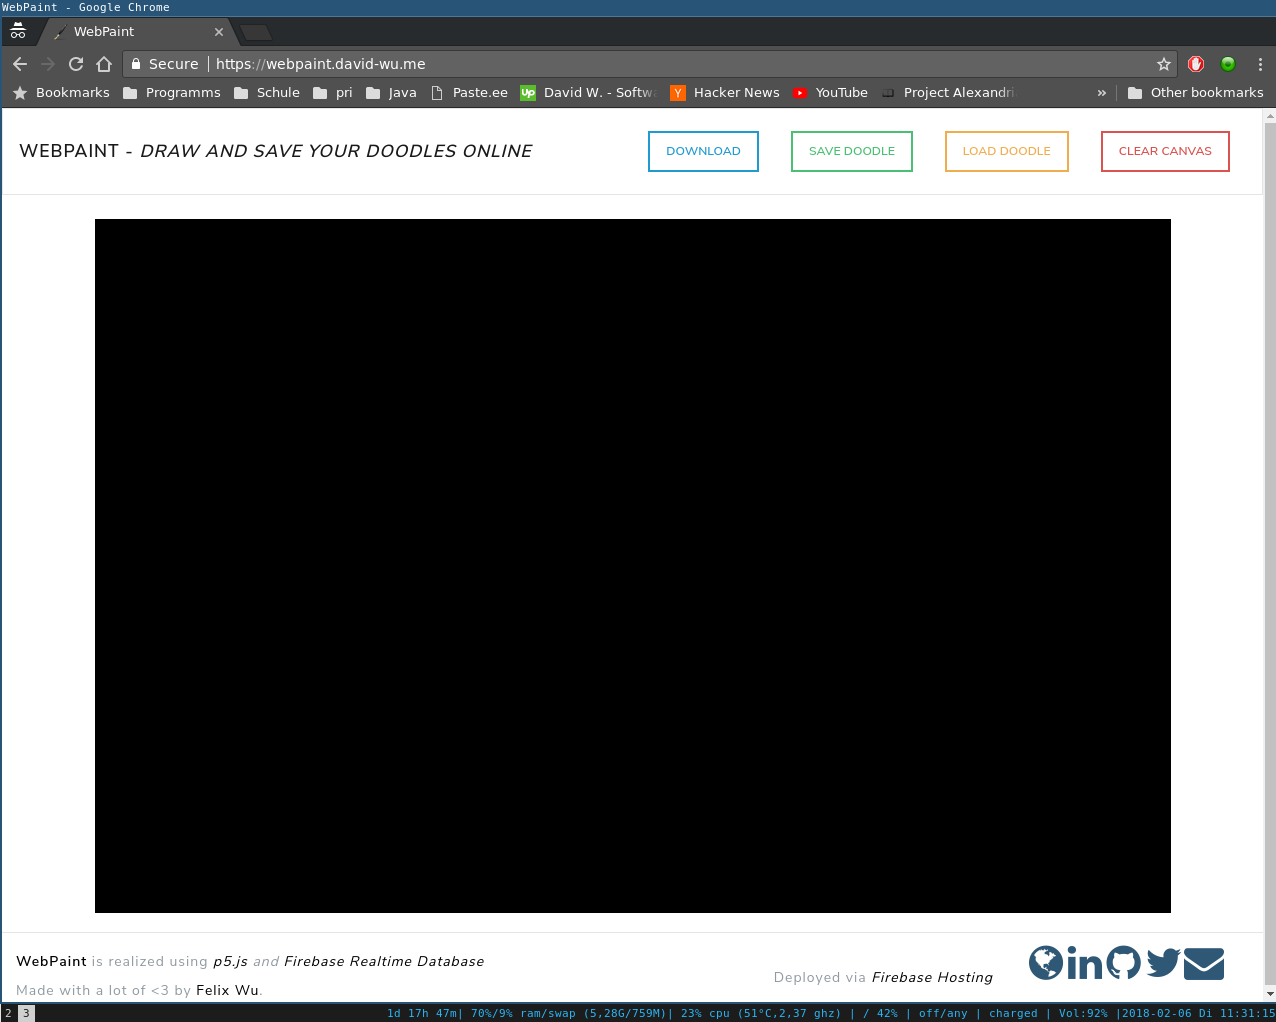 WebPaint - Google Chrome
WebPaint
Secure | https://webpaint.david-wu.me
Bookmarks Programms Schule pri Java Paste.ee Up David W. - Softw Y Hacker News YouTube Project Alexandri » Other bookmarks
WEBPAINT - DRAW AND SAVE YOUR DOODLES ONLINE
DOWNLOAD SAVE DOODLE LOAD DOODLE CLEAR CANVAS
WebPaint is realized using p5.js and Firebase Realtime Database
Deployed via Firebase Hosting
in
Made with a lot of <3 by Felix Wu.
2 3 1d 17h 47m| 70%/9% ram/swap (5,28G/759M)| 23% cpu (51°C,2,37 ghz) | / 42% | off/any | charged | Vol:92% |2018-02-06 Di 11:31:15